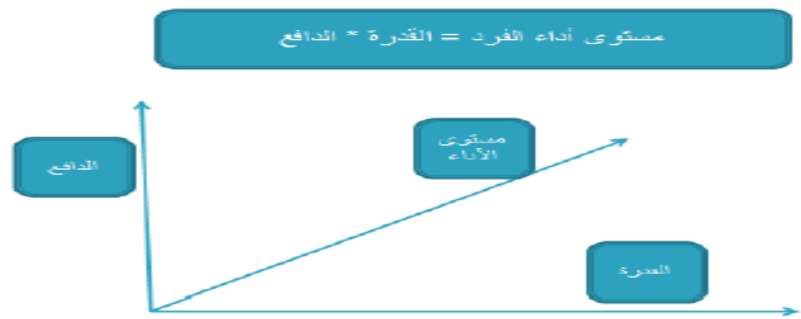 مستوى أداء الفرد = القدرة * الدافع
مستوى
الأداء
الدافع
القدرة